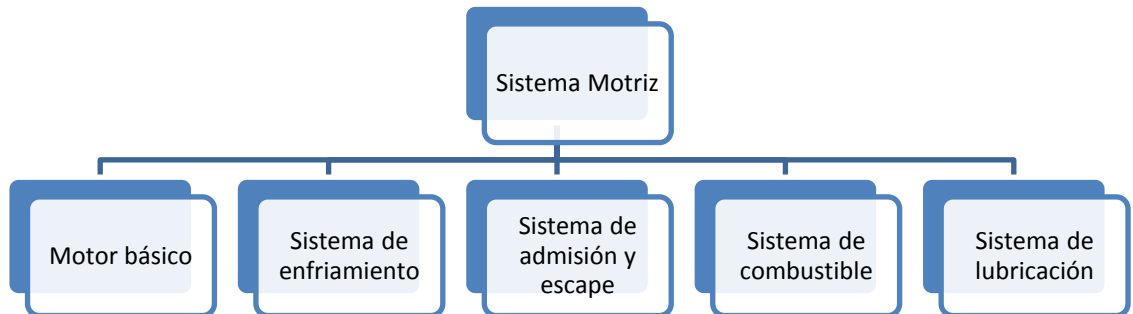 Sistema Motriz
Motor básico
Sistema de
enfriamiento
Sistema de
admisión y
escape
Sistema de
combustible
Sistema de
lubricación